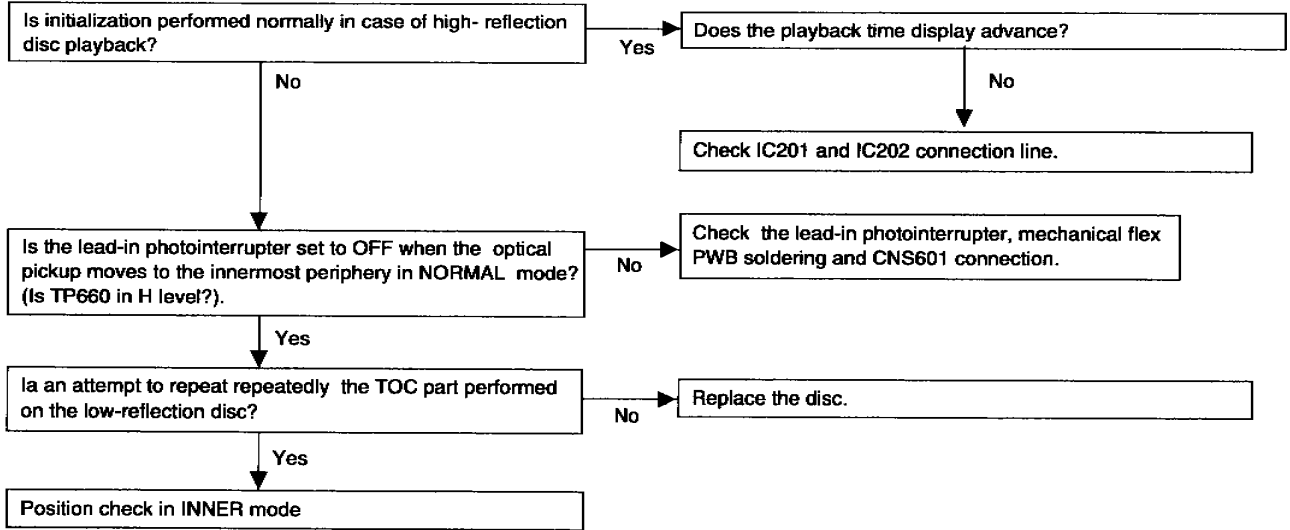 Is initialization performed normally in case of high- reflection
disc playback?
Yes
Does the playback time display advance?
No
No
Check IC201 and IC202 connection line.
Is the lead-in photointerrupter set to OFF when the optical
pickup moves to the innermost periphery in NORMAL mode?
(Is TP660 in H level?).
No
Check the lead-in photointerrupter, mechanical flex
PWB soldering and CNS601 connection.
Yes
Ia an attempt to repeat repeatedly the TOC part performed
on the low-reflection disc?
No
Replace the disc.
Yes
Position check in INNER mode